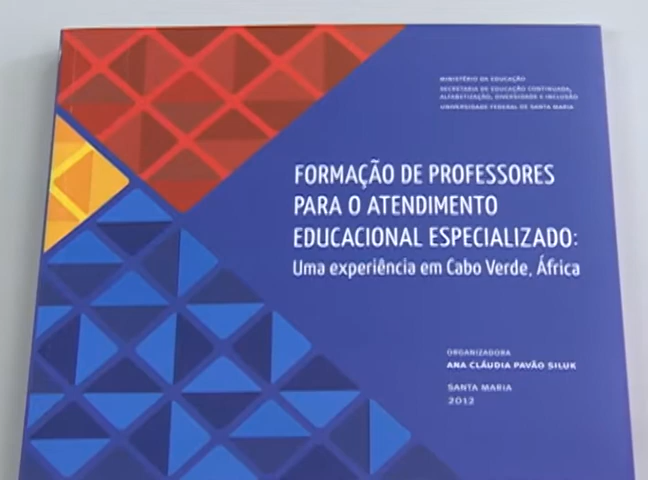 MINISTÉRIO DA EDUCAÇÃO
SECRETARIA DE EDUCAÇÃO CONTINUADA,
ALFABETIZAÇÃO, DIVERSIDADE E INCLUSÃO
UNIVERSIDADE FEDERAL DE SANTA MARIA
FORMAÇÃO DE PROFESSORES
PARA O ATENDIMENTO
EDUCACIONAL ESPECIALIZADO:
Uma experiência em Cabo Verde, África
ORGANIZADORA
ANA CLÁUDIA PAVÃO SILUK
SANTA MARIA
2012